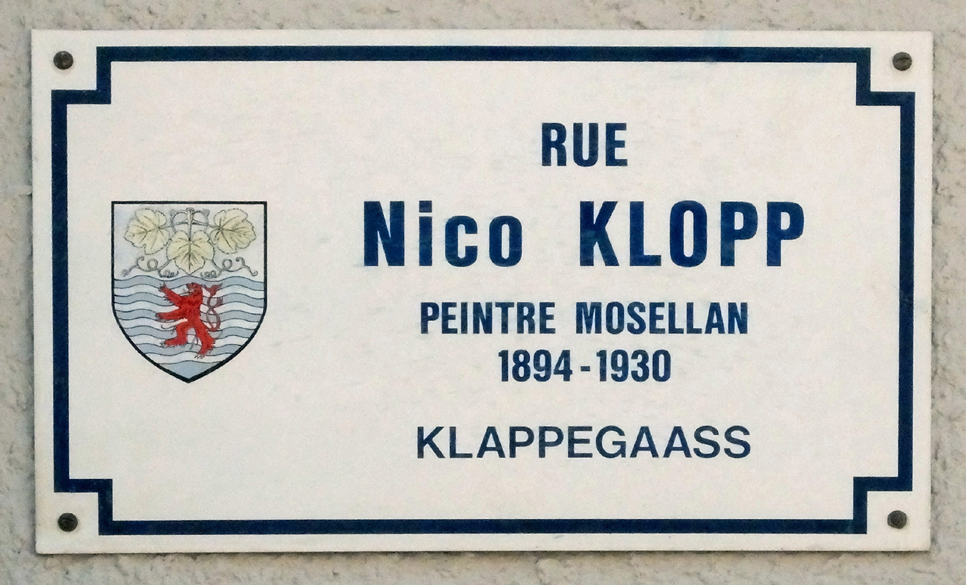 RUE
Nico KLOPP
PEINTRE MOSELLAN
1894-1930
KLAPPEGAASS